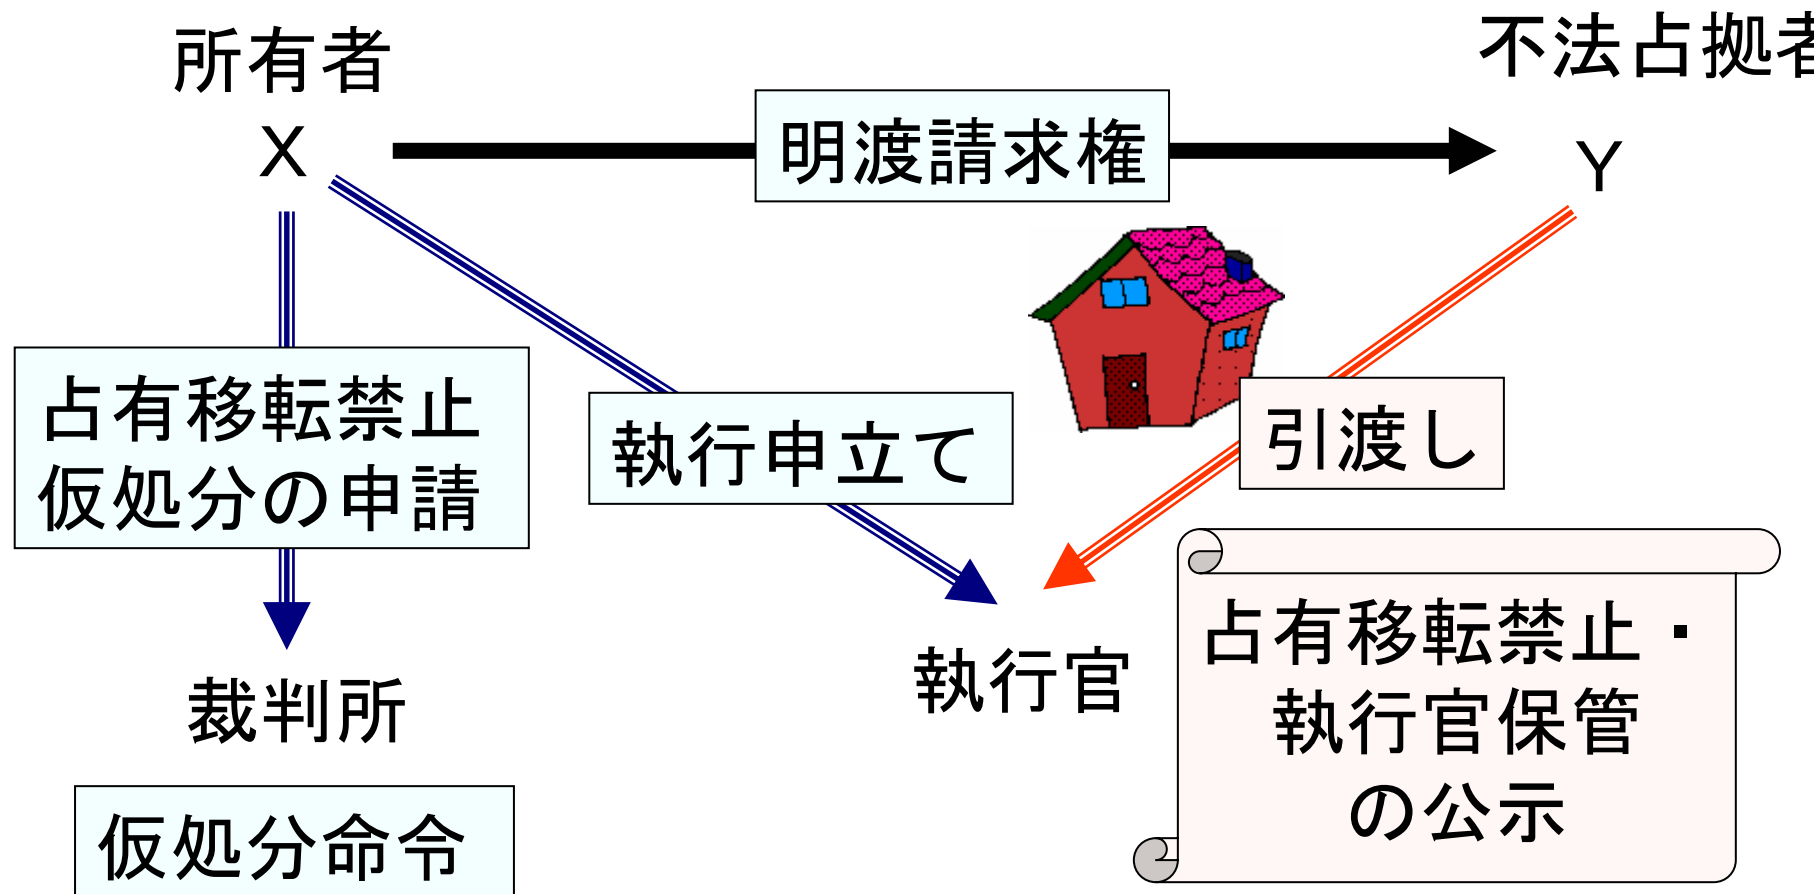 所有者
不法占拠者
X
明渡請求権
Y
占有移転禁止
仮処分の申請
執行申立て
引渡し
裁判所
執行官
占有移転禁止・
執行官保管
の公示
仮処分命令